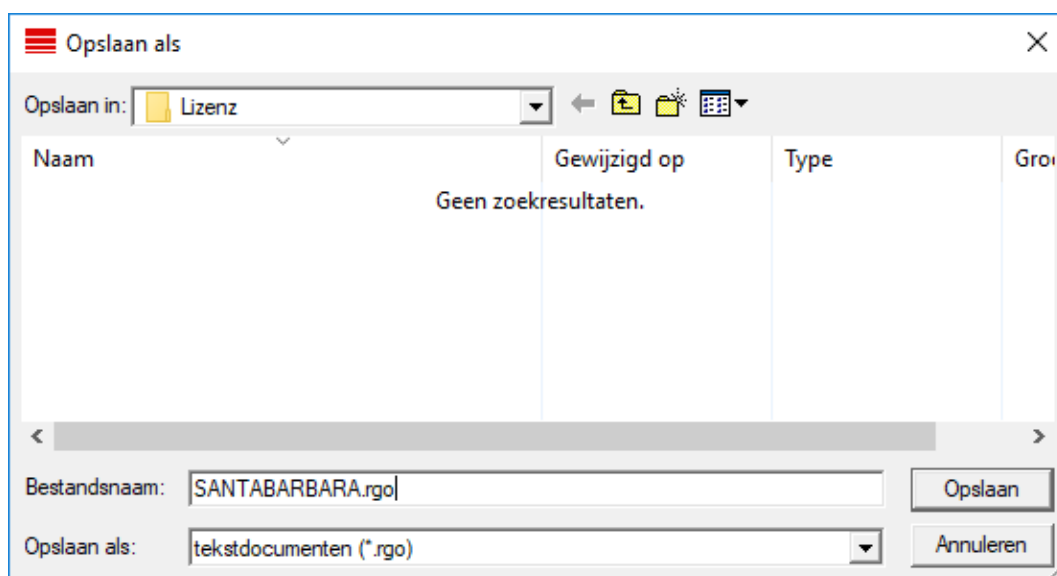 Opslaan als
Opslaan in: Lizenz
Naam Gewijzigd op Type Groo
Geen zoekresultaten.
Bestandsnaam: SANTABARBARA.rgo Opslaan
Opslaan als: tekstdocumenten (*.rgo) Annuleren